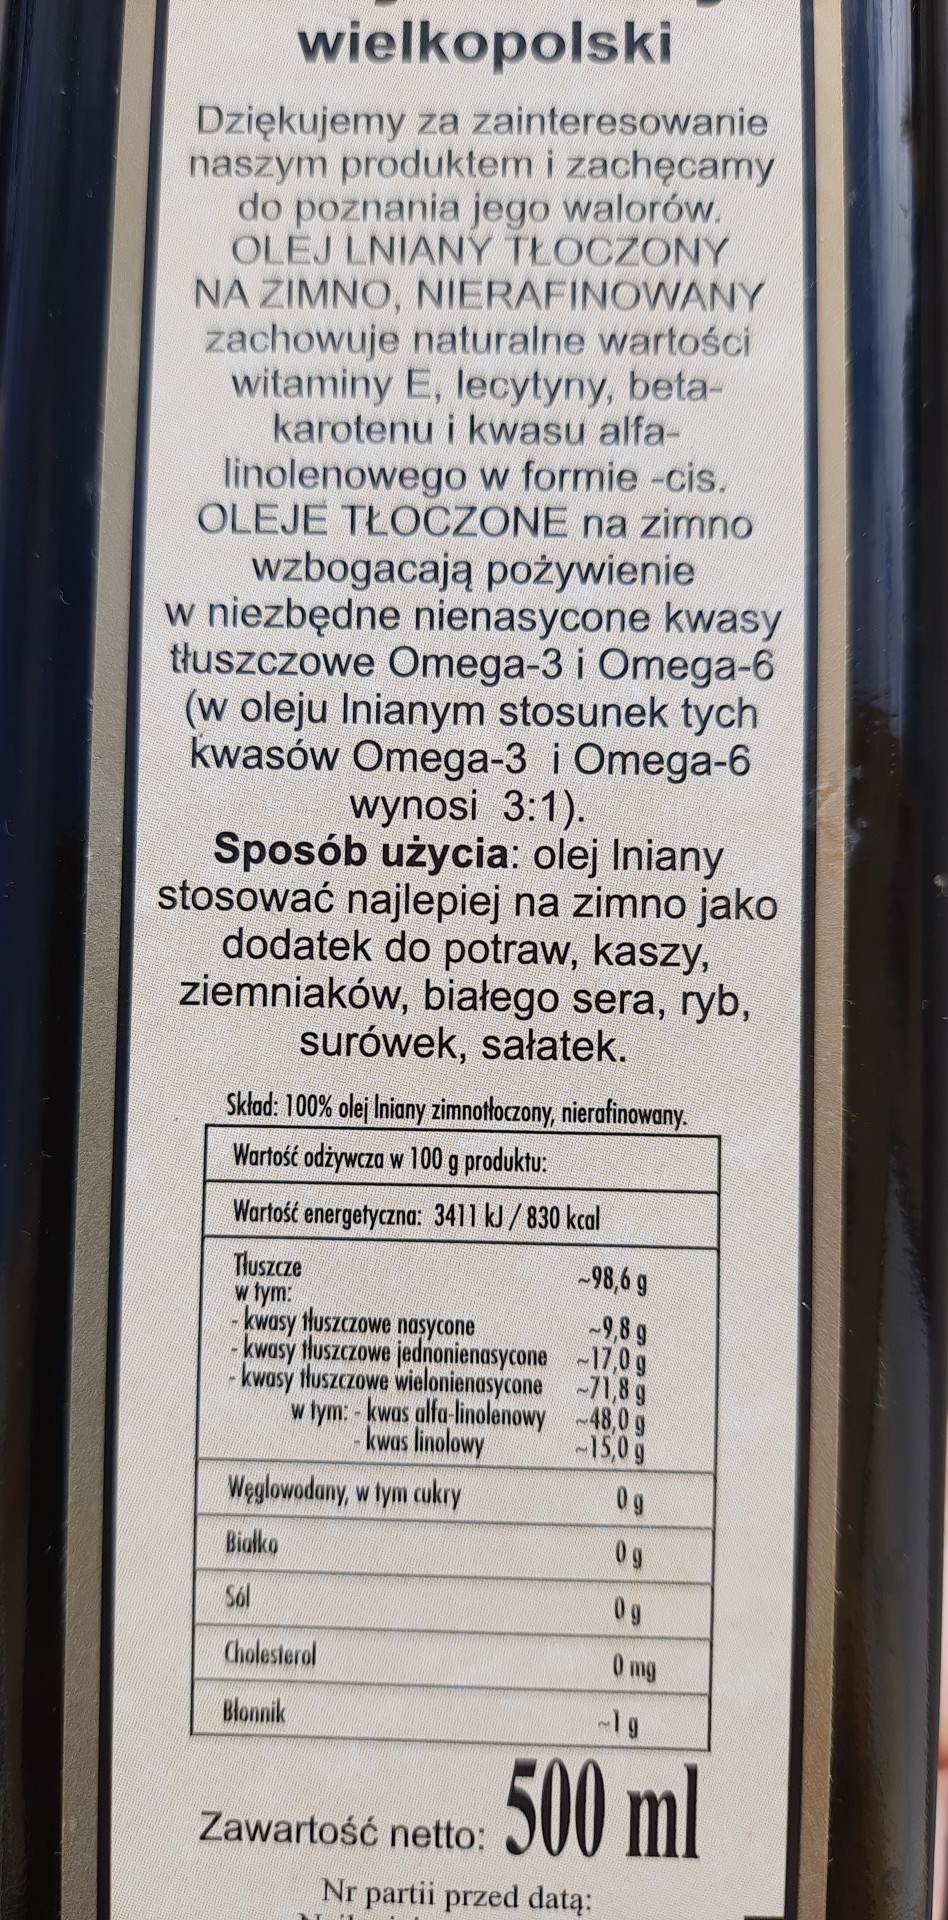 wielkopolski
Dziękujemy za zainteresowanie
naszym produktem i zachęcamy
do poznania jego walorów.
OLEJ LNIANY TŁOCZONY
NA ZIMNO, NIERAFINOWANY
zachowuje naturalne wartości
witaminy E, lecytyny, beta-
karotenu i kwasu alfa-
linolenowego w formie -cis.
OLEJE TŁOCZONE na zimno
wzbogacają pożywienie
w niezbędne nienasycone kwasy
tłuszczowe Omega-3 i Omega-6
(w oleju lnianym stosunek tych
kwasów Omega-3 i Omega-6
wynosi 3:1).
Sposób użycia: olej lniany
stosować najlepiej na zimno jako
dodatek do potraw, kaszy,
ziemniaków, białego sera, ryb,
surówek, sałatek.
Skład: 100% olej lniany zimnotłoczony, nierafinowany.
Wartość odżywcza w 100 g produktu:
Wartość energetyczna: 3411 kJ / 830 kcal
Tłuszcze ~98,6 g
w tym:
- kwasy tłuszczowe nasycone ~9,8 g
- kwasy tłuszczowe jednonienasycone ~17,0 g
- kwasy tłuszczowe wielonienasycone ~71,8 g
w tym: - kwas alfa-linolenowy ~48,0 g
- kwas linolowy ~15,0 g
Węglowodany, w tym cukry 0 g
Białko 0 g
Sól 0 g
Cholesterol 0 mg
Błonnik ~1 g
Zawartość netto: 500 ml
Nr partii przed datą: